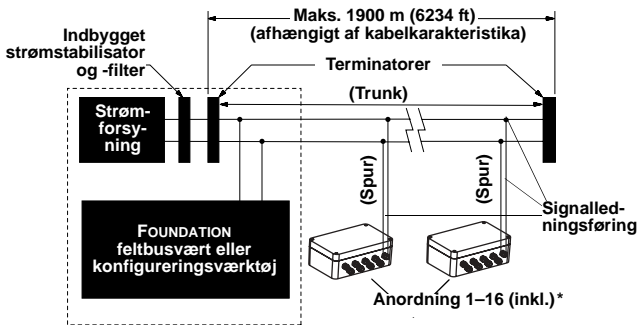 Maks. 1900 m (6234 ft)
(afhængigt af kabelkarakteristika)
Indbygget
strømstabilisator
og -filter
Terminatorer
(Trunk)
Strøm-
forsy-
ning
(Spur)
(Spur)
Signalled-
ningsføring
FOUNDATION
feltbusvært eller
konfigureringsværktøj
Anordning 1–16 (inkl.)*